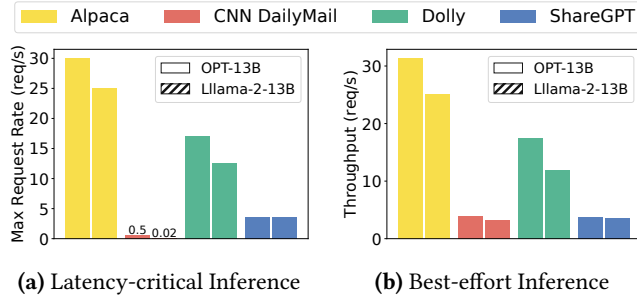 Alpaca CNN DailyMail Dolly ShareGPT
Max Request Rate (req/s)
30
25
20
15
10
5
0
OPT-13B
Lllama-2-13B
0.5 0.02
(a) Latency-critical Inference
Throughput (req/s)
30
20
10
0
OPT-13B
Lllama-2-13B
(b) Best-effort Inference